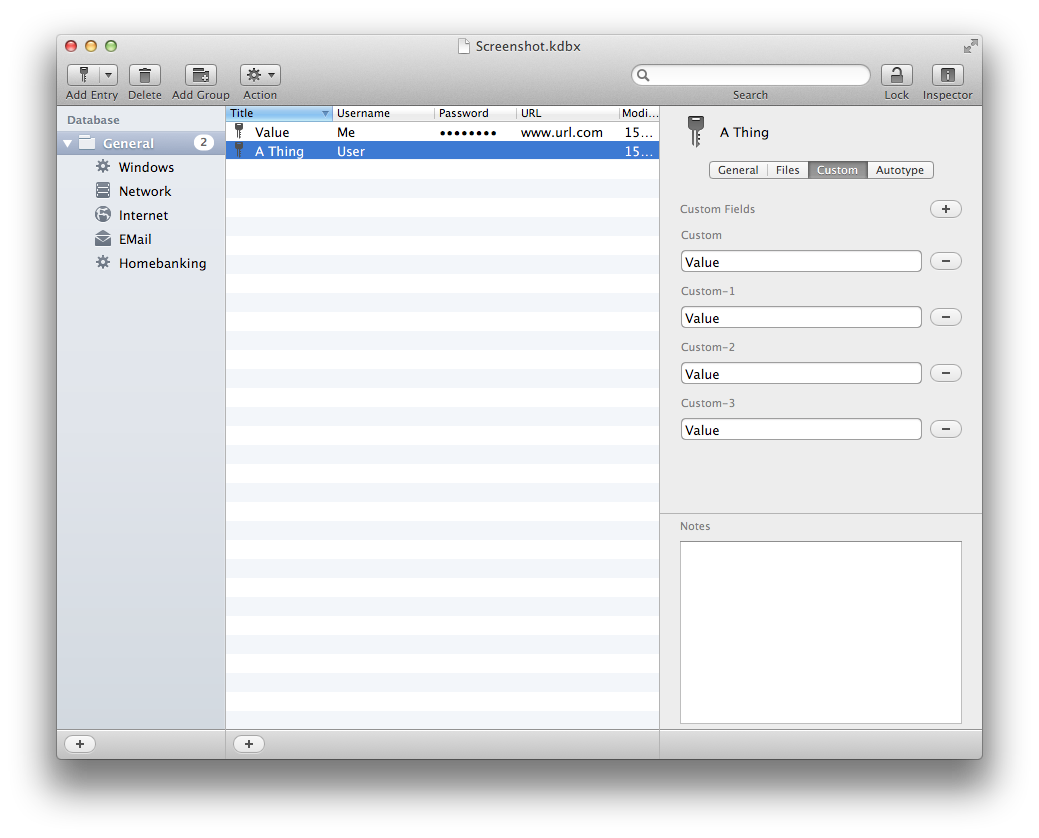 Screenshot.kdbx
Add Entry Delete Add Group Action Search Lock Inspector
Database
General 2
Windows
Network
Internet
EMail
Homebanking
Title Username Password URL Modi...
Value Me •••••••• www.url.com 15...
A Thing User 15...
A Thing
General Files Custom Autotype
Custom Fields
Custom
Value
Custom-1
Value
Custom-2
Value
Custom-3
Value
Notes